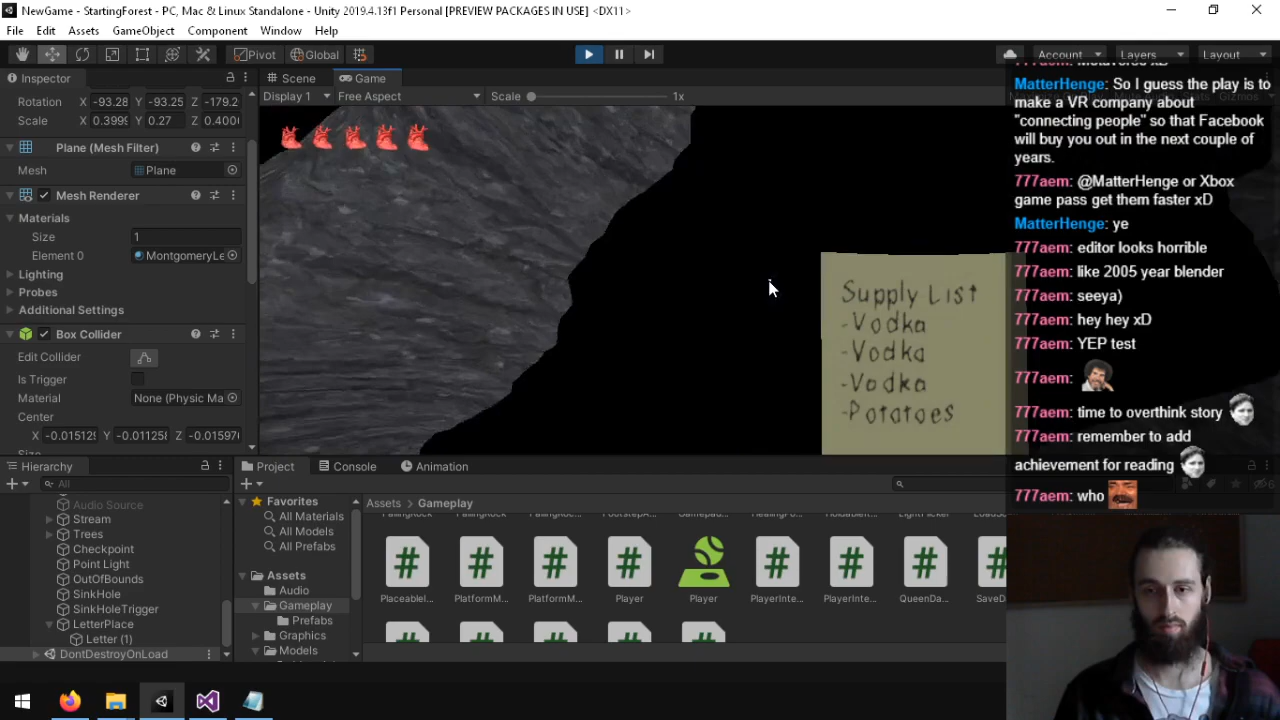 NewGame - StartingForest - PC, Mac & Linux Standalone - Unity 2019.4.13f1 Personal [PREVIEW PACKAGES IN USE] <DX11>
File Edit Assets GameObject Component Window Help
Pivot Global Account Layers Layout
Inspector Scene Game
Display 1 Free Aspect Scale 1x
Rotation X -93.28 Y -93.25 Z -179.2
Scale X 0.399 Y 0.27 Z 0.400
Plane (Mesh Filter)
Mesh Plane
Mesh Renderer
Materials
Size 1
Element 0 MontgomeryLe
Lighting
Probes
Additional Settings
Box Collider
Edit Collider
Is Trigger
Material None (Physic Ma
Center
X -0.01512 Y -0.011258 Z -0.01597
Supply List
-Vodka
-Vodka
-Vodka
-Potatoes
MatterHenge: So I guess the play is to
make a VR company about
"connecting people" so that Facebook
will buy you out in the next couple of
years.
777aem: @MatterHenge or Xbox
game pass get them faster xD
MatterHenge: ye
777aem: editor looks horrible
777aem: like 2005 year blender
777aem: seeya)
777aem: hey hey xD
777aem: YEP test
777aem:
777aem: time to overthink story
777aem: remember to add
achievement for reading
777aem: who
Hierarchy
All
Audio Source
Stream
Trees
Checkpoint
Point Light
OutOfBounds
SinkHole
SinkHoleTrigger
LetterPlace
Letter (1)
DontDestroyOnLoad
Project Console Animation
Favorites
All Materials
All Models
All Prefabs
Assets
Audio
Gameplay
Prefabs
Graphics
Models
Assets > Gameplay
PlaceableI... PlatformM... PlatformM... Player Player PlayerInte... PlayerInte... QueenDa... SaveD